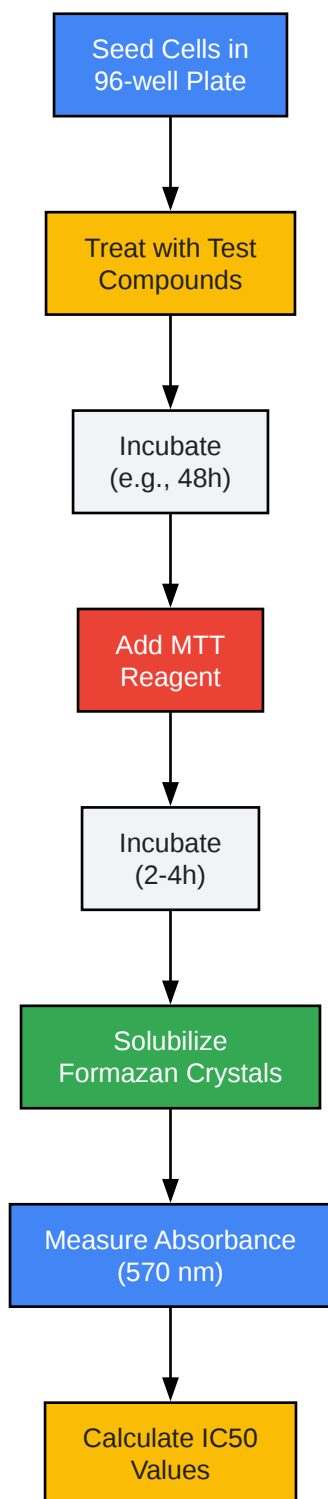 Seed Cells in
96-well Plate
Treat with Test
Compounds
Incubate
(e.g., 48h)
Add MTT
Reagent
Incubate
(2-4h)
Solubilize
Formazan Crystals
Measure Absorbance
(570 nm)
Calculate IC50
Values